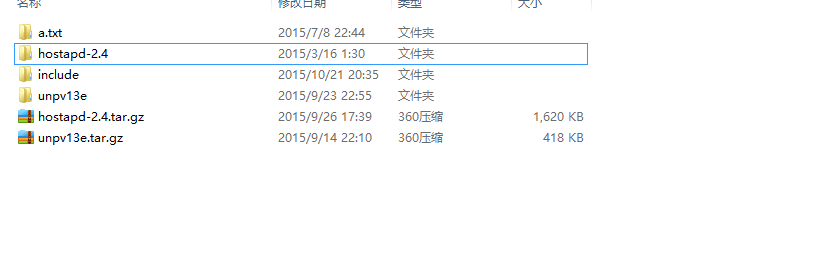 名称 修改日期 类型 大小
a.txt 2015/7/8 22:44 文件夹
hostapd-2.4 2015/3/16 1:30 文件夹
include 2015/10/21 20:35 文件夹
unpv13e 2015/9/23 22:55 文件夹
hostapd-2.4.tar.gz 2015/9/26 17:39 360压缩 1,620 KB
unpv13e.tar.gz 2015/9/14 22:10 360压缩 418 KB